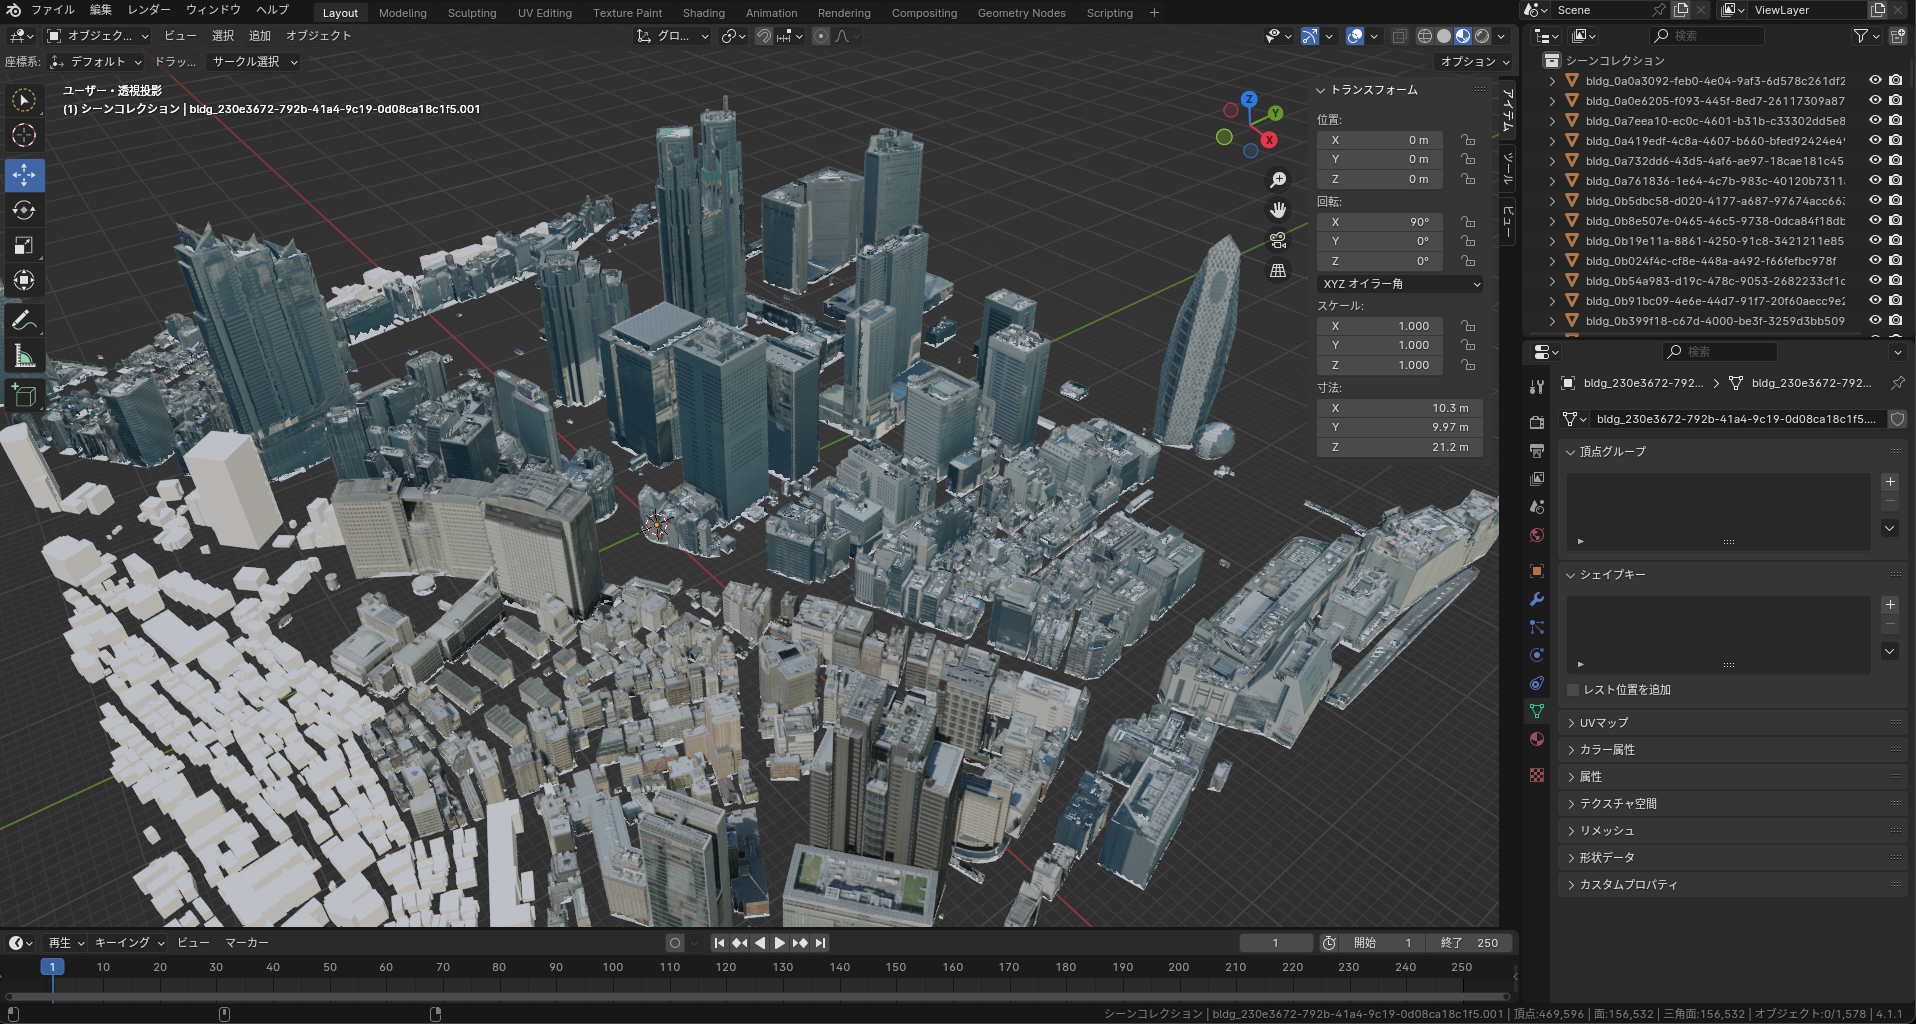 ファイル 編集 レンダー ウィンドウ ヘルプ Layout Modeling Sculpting UV Editing Texture Paint Shading Animation Rendering Compositing Geometry Nodes Scripting + Scene ViewLayer
オブジェク... ビュー 選択 追加 オブジェクト グロ... 検索
座標系: デフォルト ドラッ... サークル選択 オプション
シーンコレクション
ユーザー・透視投影
(1) シーンコレクション | bldg_230e3672-792b-41a4-9c19-0d08ca18c1f5.001
トランスフォーム
位置:
X 0 m
Y 0 m
Z 0 m
回転:
X 90°
Y 0°
Z 0°
XYZ オイラー角
スケール:
X 1.000
Y 1.000
Z 1.000
寸法:
X 10.3 m
Y 9.97 m
Z 21.2 m
アイテム
ツール
ビュー
Z
Y
X
bldg_0a0a3092-feb0-4e04-9af3-6d578c261df2
bldg_0a0e6205-f093-445f-8ed7-26117309a87
bldg_0a7eea10-ec0c-4601-b31b-c33302dd5e8
bldg_0a419edf-4c8a-4607-b660-bfed92424e4
bldg_0a732dd6-43d5-4af6-ae97-18cae181c45
bldg_0a761836-1e64-4c7b-983c-40120b7311
bldg_0b5dbc58-d020-4177-a687-97674acc66
bldg_0b8e507e-0465-46c5-9738-0dca84f18db
bldg_0b19e11a-8861-4250-91c8-3421211e85
bldg_0b024f4c-cf8e-448a-a492-f66fefbc978f
bldg_0b54a983-d19c-478c-9053-2682233cf1c
bldg_0b91bc09-4e6e-44d7-91f7-20f60aecc9e
bldg_0b399f18-c67d-4000-be3f-3259d3bb509
検索
bldg_230e3672-792... bldg_230e3672-792...
bldg_230e3672-792b-41a4-9c19-0d08ca18c1f5....
頂点グループ
シェイプキー
レスト位置を追加
UVマップ
カラー属性
属性
テクスチャ空間
リメッシュ
形状データ
カスタムプロパティ
再生 キーイング ビュー マーカー 1 開始 1 終了 250
1 10 20 30 40 50 60 70 80 90 100 110 120 130 140 150 160 170 180 190 200 210 220 230 240 250
シーンコレクション | bldg_230e3672-792b-41a4-9c19-0d08ca18c1f5.001 | 頂点:469,596 | 面:156,532 | 三角面:156,532 | オブジェクト:0/1,578 | 4.1.1